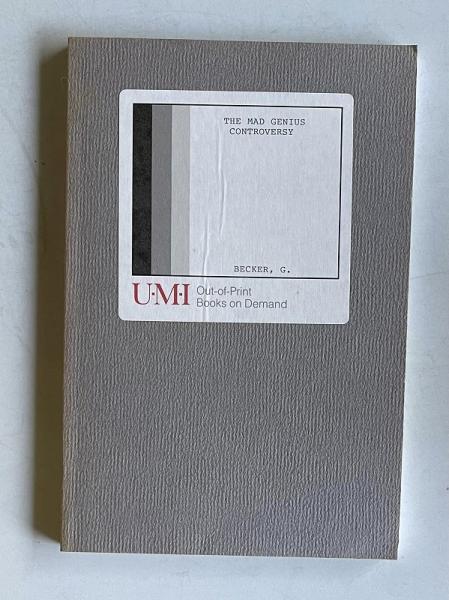 THE MAD GENIUS
CONTROVERSY
BECKER, G.
U·M·I
Out-of-Print
Books on Demand